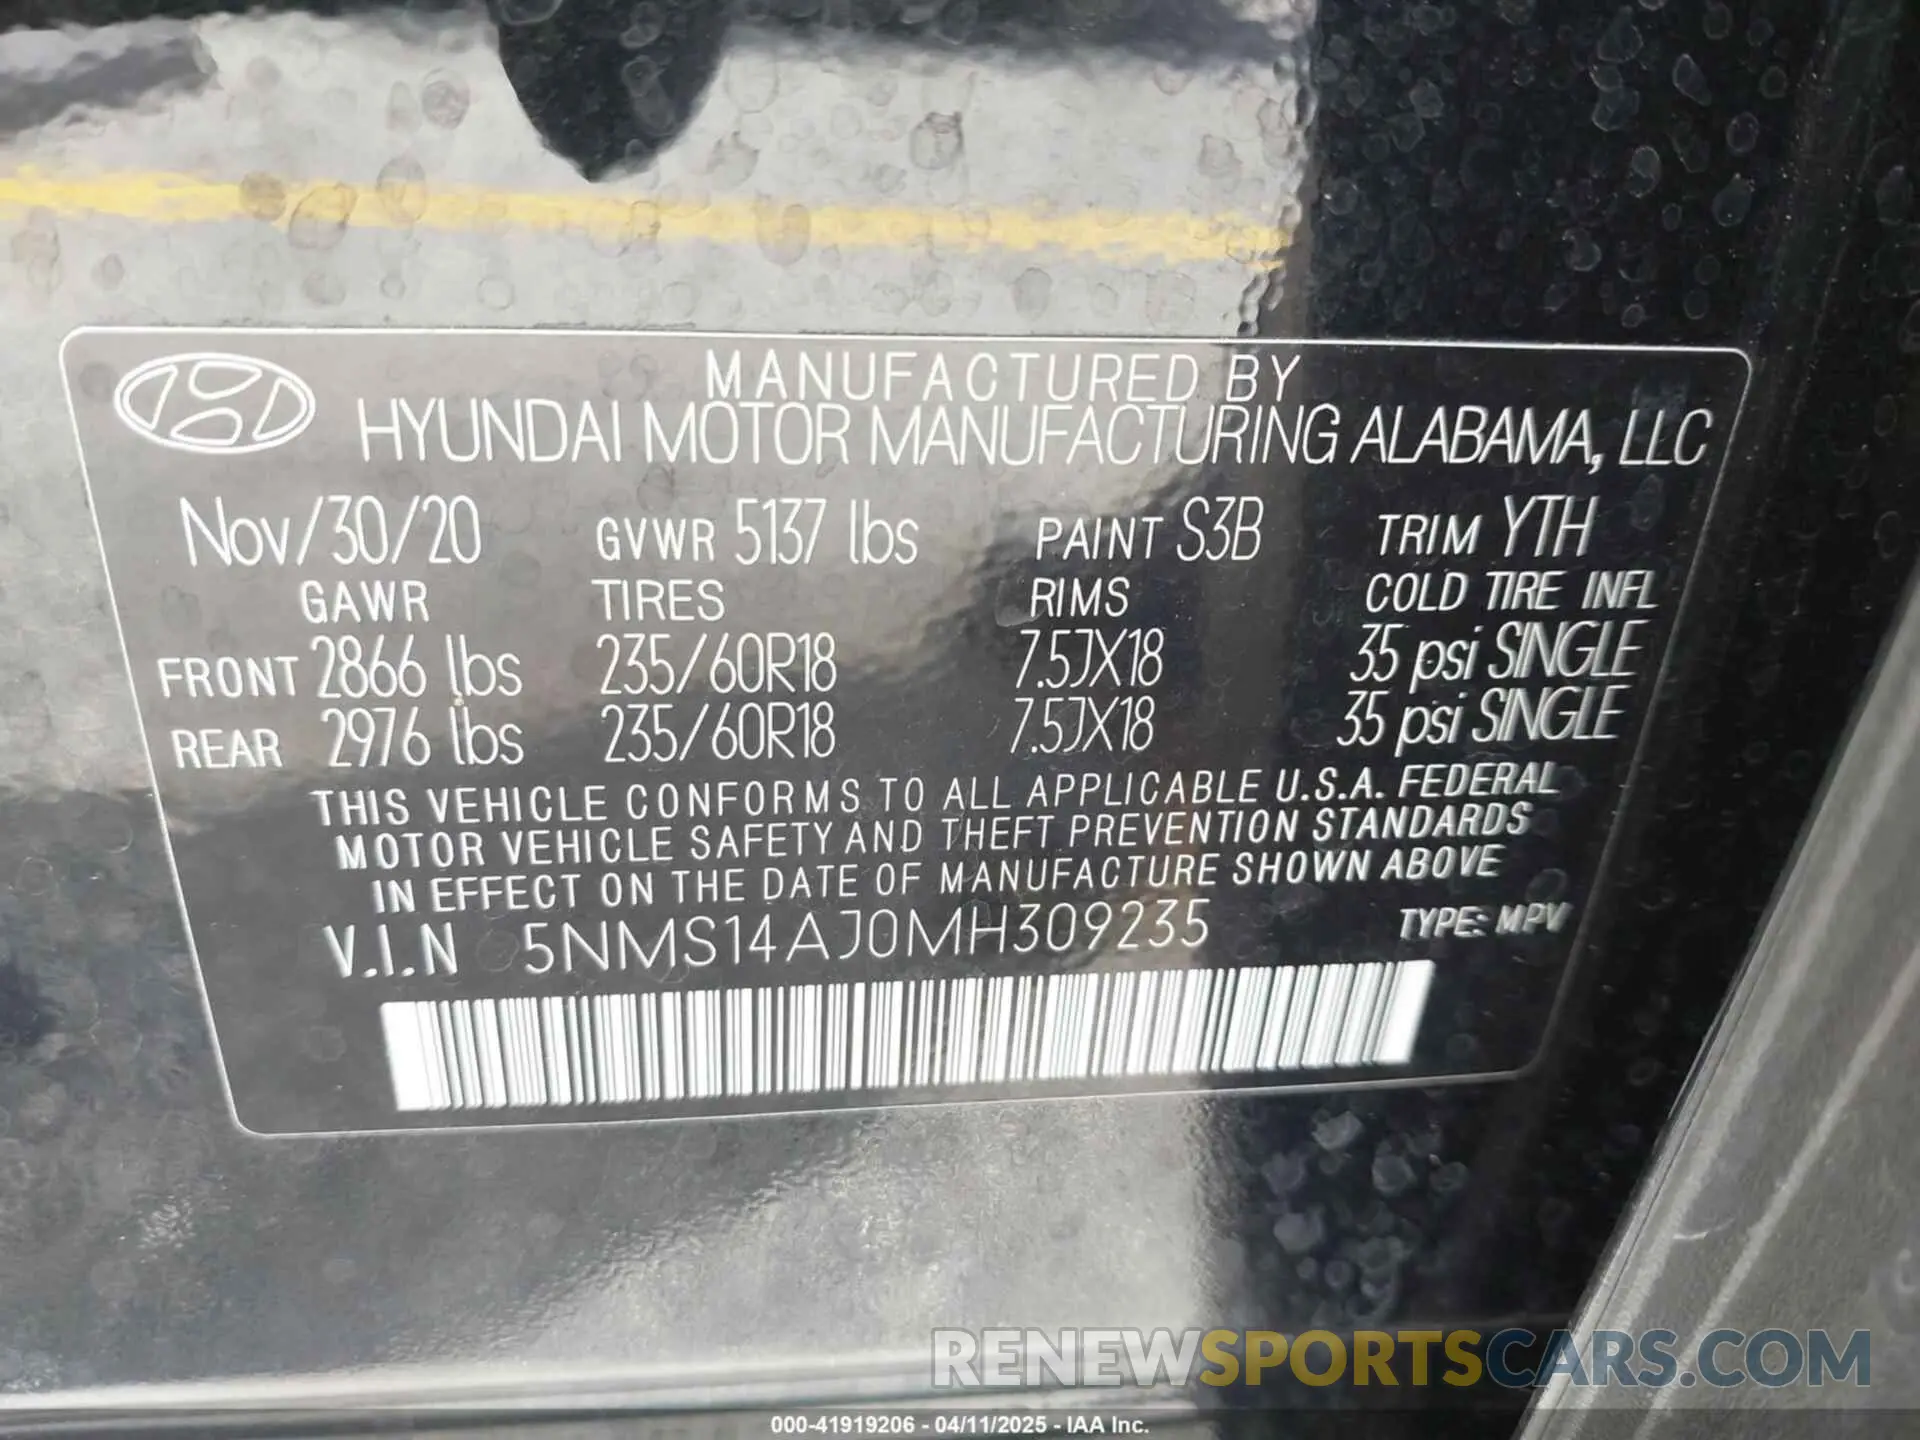 MANUFACTURED BY
HYUNDAI MOTOR MANUFACTURING ALABAMA, LLC
Nov/30/20 GVWR 5137 lbs PAINT S3B TRIM YTH
GAWR TIRES RIMS COLD TIRE INFL
FRONT 2866 lbs 235/60R18 7.5JX18 35 psi SINGLE
REAR 2976 lbs 235/60R18 7.5JX18 35 psi SINGLE
THIS VEHICLE CONFORMS TO ALL APPLICABLE U.S.A. FEDERAL
MOTOR VEHICLE SAFETY AND THEFT PREVENTION STANDARDS
IN EFFECT ON THE DATE OF MANUFACTURE SHOWN ABOVE
V.I.N 5NMS14AJ0MH309235 TYPE: MPV
RENEWSPORTSCARS.COM
000-41919206 - 04/11/2025 - IAA Inc.